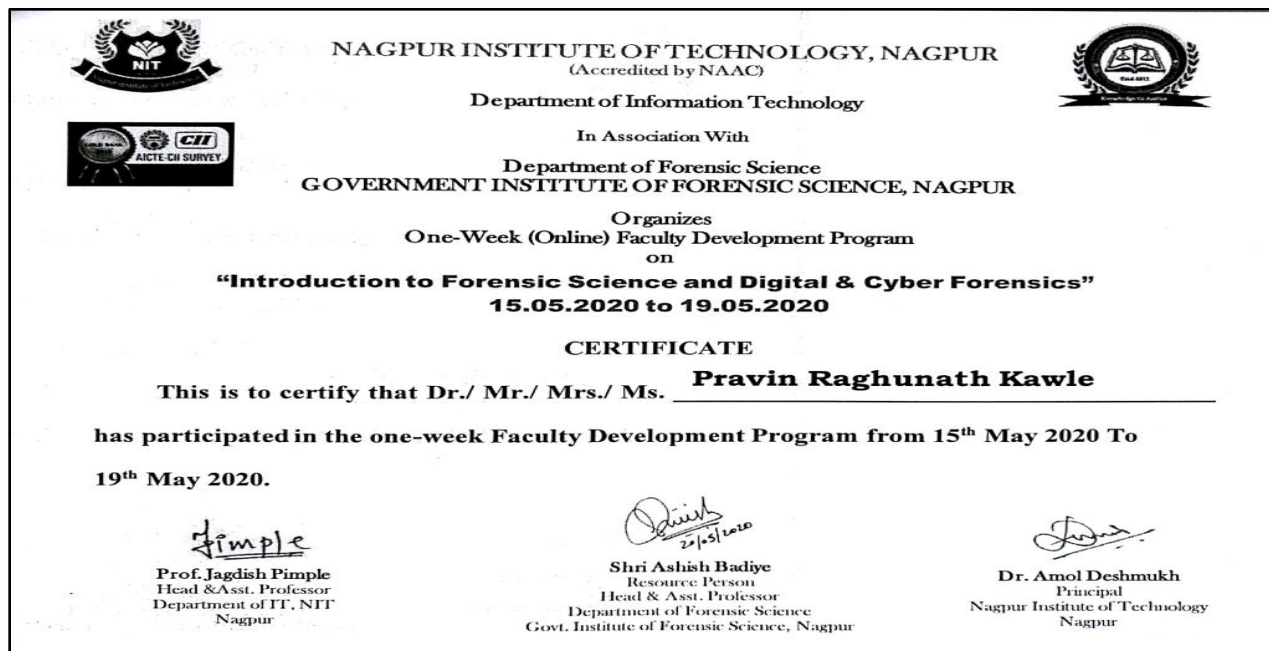 NIT
NAGPUR INSTITUTE OF TECHNOLOGY, NAGPUR
(Accredited by NAAC)
Department of Information Technology
CII
AICTE-CII SURVEY
In Association With
Department of Forensic Science
GOVERNMENT INSTITUTE OF FORENSIC SCIENCE, NAGPUR
Organizes
One-Week (Online) Faculty Development Program
on
“Introduction to Forensic Science and Digital & Cyber Forensics”
15.05.2020 to 19.05.2020
CERTIFICATE
This is to certify that Dr./ Mr./ Mrs./ Ms. Pravin Raghunath Kawle
has participated in the one-week Faculty Development Program from 15th May 2020 To
19th May 2020.
Pimple
20/05/2020
Prof. Jagdish Pimple
Head &Asst. Professor
Department of IT, NIT
Nagpur
Shri Ashish Badiye
Resource Person
Head & Asst. Professor
Department of Forensic Science
Govt. Institute of Forensic Science, Nagpur
Dr. Amol Deshmukh
Principal
Nagpur Institute of Technology
Nagpur